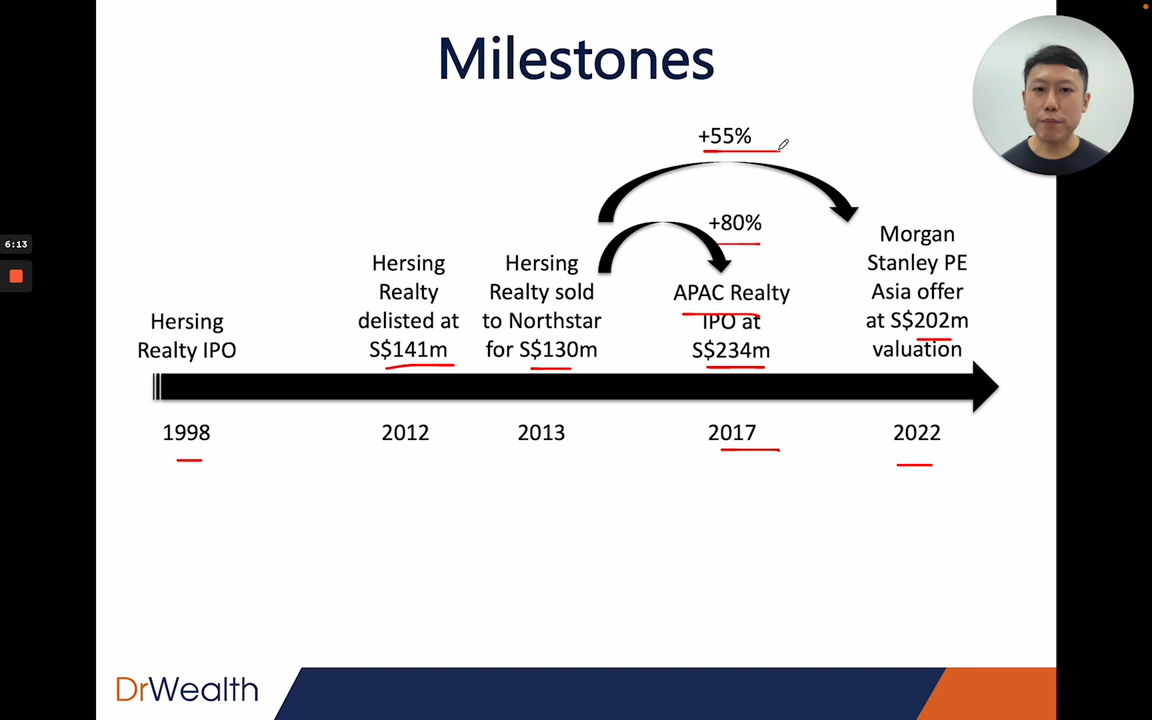 Milestones
+55%
+80%
Hersing
Realty IPO
Hersing
Realty
delisted at
S$141m
Hersing
Realty sold
to Northstar
for S$130m
APAC Realty
IPO at
S$234m
Morgan
Stanley PE
Asia offer
at S$202m
valuation
1998
2012
2013
2017
2022
6:13
DrWealth